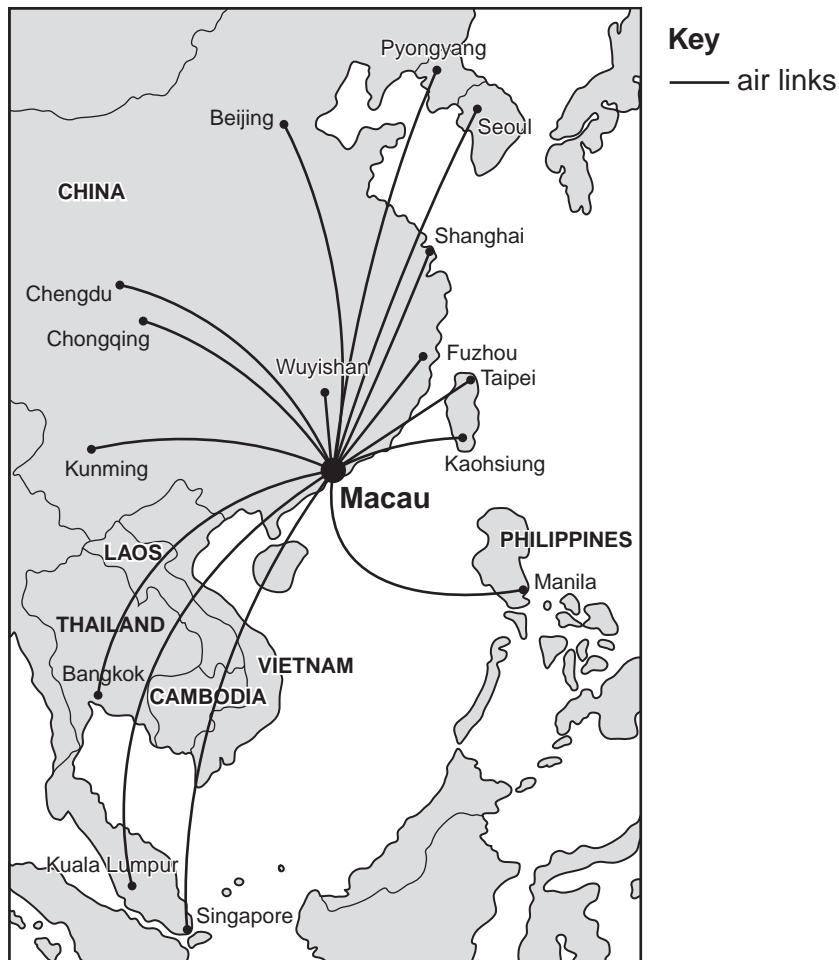 Key
air links
Pyongyang
Beijing
Seoul
CHINA
Shanghai
Chengdu
Chongqing
Wuyishan
Fuzhou
Taipei
Kunming
Kaohsiung
Macau
LAOS
PHILIPPINES
Manila
THAILAND
VIETNAM
Bangkok
CAMBODIA
Kuala Lumpur
Singapore